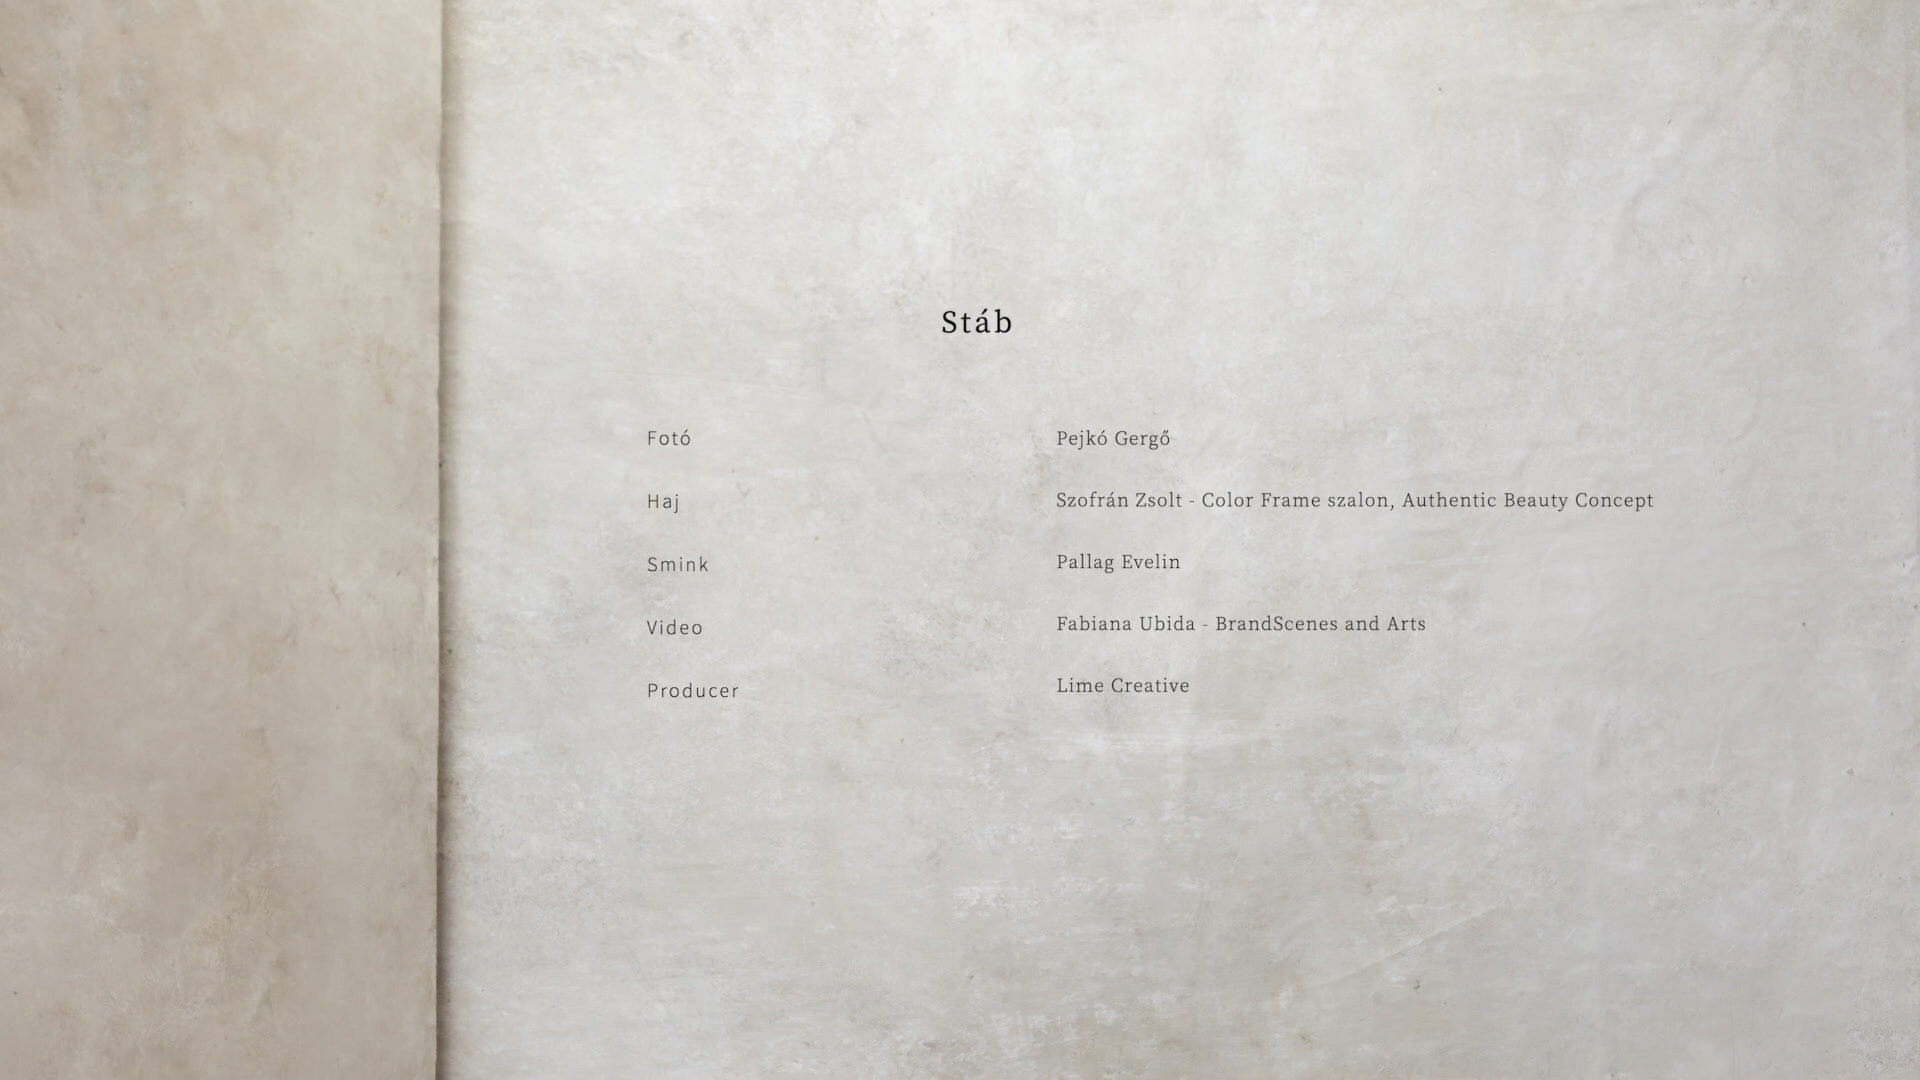 Stáb
Fotó Pejkó Gergő
Haj Szofrán Zsolt - Color Frame szalon, Authentic Beauty Concept
Smink Pallag Evelin
Video Fabiana Ubida - BrandScenes and Arts
Producer Lime Creative